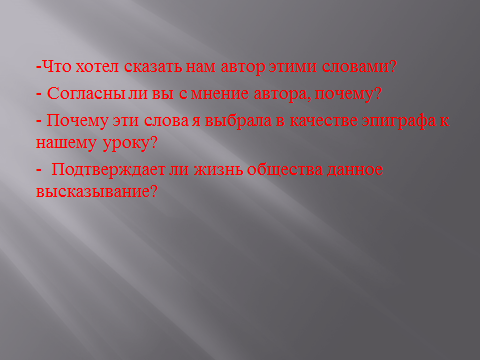 -Что хотел сказать нам автор этими словами?
- Согласны ли вы с мнение автора, почему?
- Почему эти слова я выбрала в качестве эпиграфа к
нашему уроку?
- Подтверждает ли жизнь общества данное
высказывание?